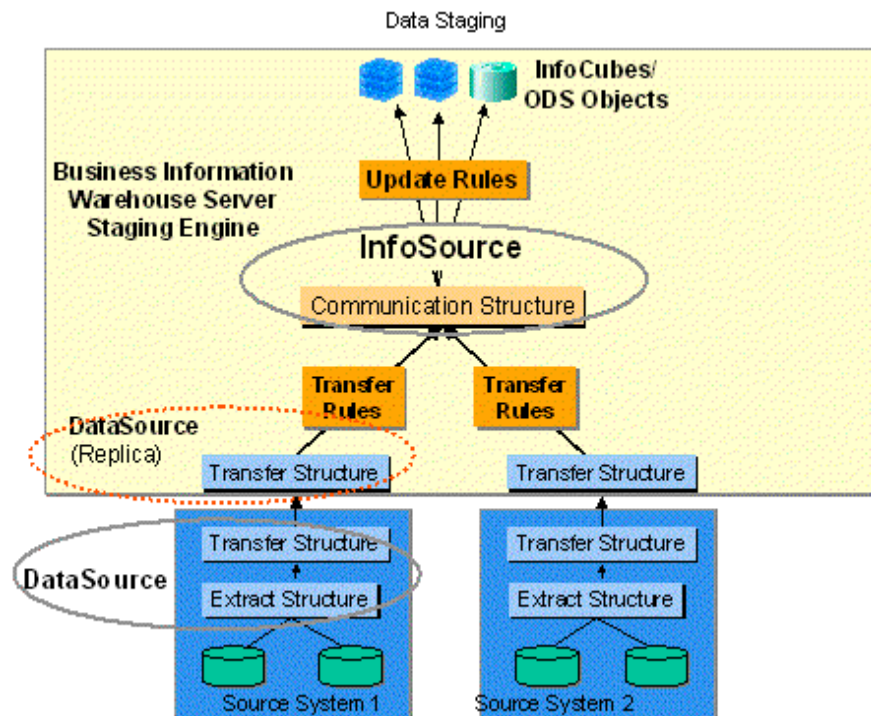 Data Staging
InfoCubes/
ODS Objects
Business Information
Warehouse Server
Staging Engine
Update Rules
InfoSource
Communication Structure
Transfer
Rules
Transfer
Rules
DataSource
(Replica)
Transfer Structure
Transfer Structure
Transfer Structure
Transfer Structure
DataSource
Extract Structure
Extract Structure
Source System 1
Source System 2